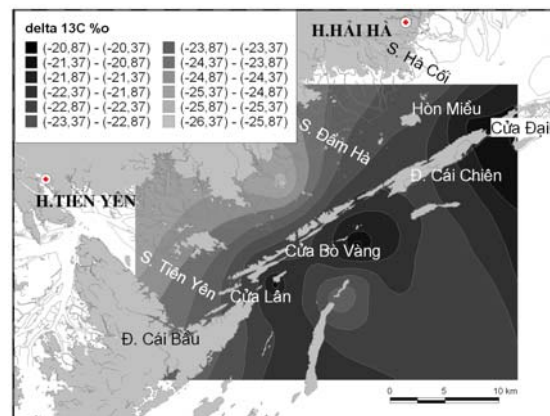 delta 13C %o
(-20,87) - (-20,37) (-23,87) - (-23,37)
(-21,37) - (-20,87) (-24,37) - (-23,87)
(-21,87) - (-21,37) (-24,87) - (-24,37)
(-22,37) - (-21,87) (-25,37) - (-24,87)
(-22,87) - (-22,37) (-25,87) - (-25,37)
(-23,37) - (-22,87) (-26,37) - (-25,87)
H.HẢI HÀ
S. Hà Cối
Hòn Miều
Cửa Đại
S. Đầm Hà
Đ. Cái Chiên
H.TIÊN YÊN
Cửa Bò Vàng
S. Tiên Yên
Cửa Lân
Đ. Cái Bầu
0 5 10 km